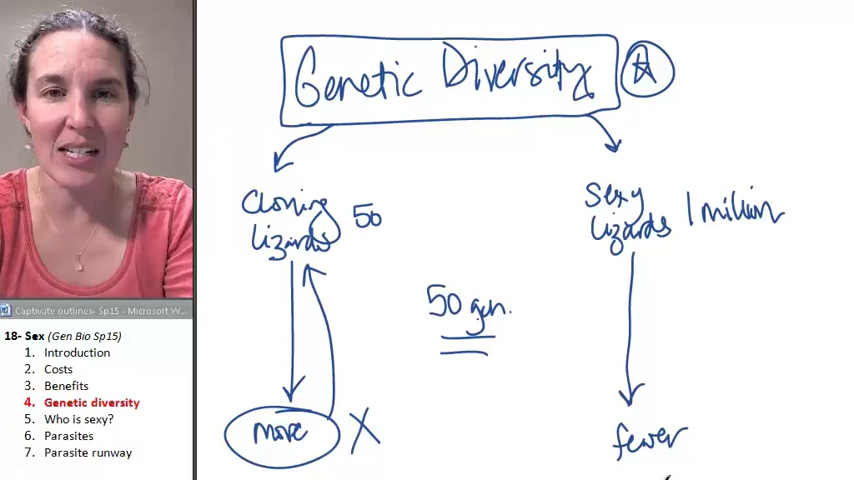 Genetic Diversity
Cloning
lizards
50
Sexy
lizards
1 million
50 gen.
more
X
fewer
Captivate outlines- Sp15 - Microsoft W...
18- Sex (Gen Bio Sp15)
1. Introduction
2. Costs
3. Benefits
4. Genetic diversity
5. Who is sexy?
6. Parasites
7. Parasite runway